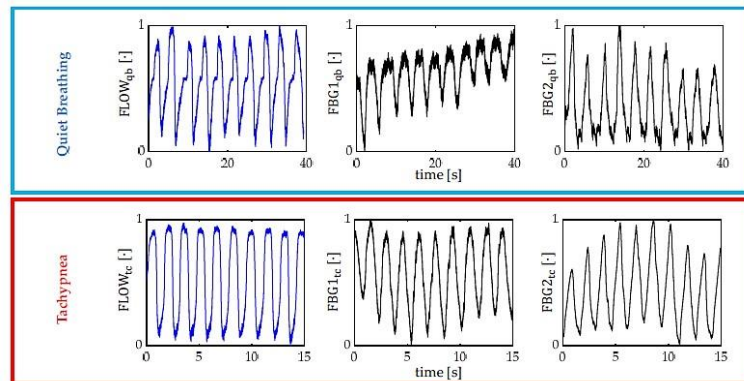 Quiet Breathing
FLOWqb [·]
1
0
0 20 40
FBG1qb [·]
1
0
0 20 40
time [s]
FBG2qb [·]
1
0
0 20 40
Tachypnea
FLOWtc [·]
1
0
0 5 10 15
FBG1tc [·]
1
0
0 5 10 15
time [s]
FBG2tc [·]
1
0
0 5 10 15